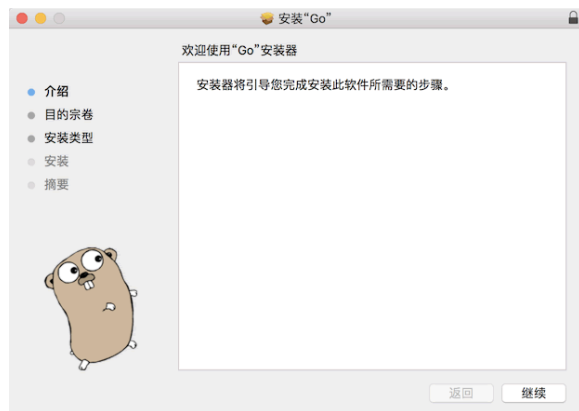 安装“Go”
欢迎使用“Go”安装器
介绍
目的宗卷
安装类型
安装
摘要
安装器将引导您完成安装此软件所需要的步骤。
返回
继续